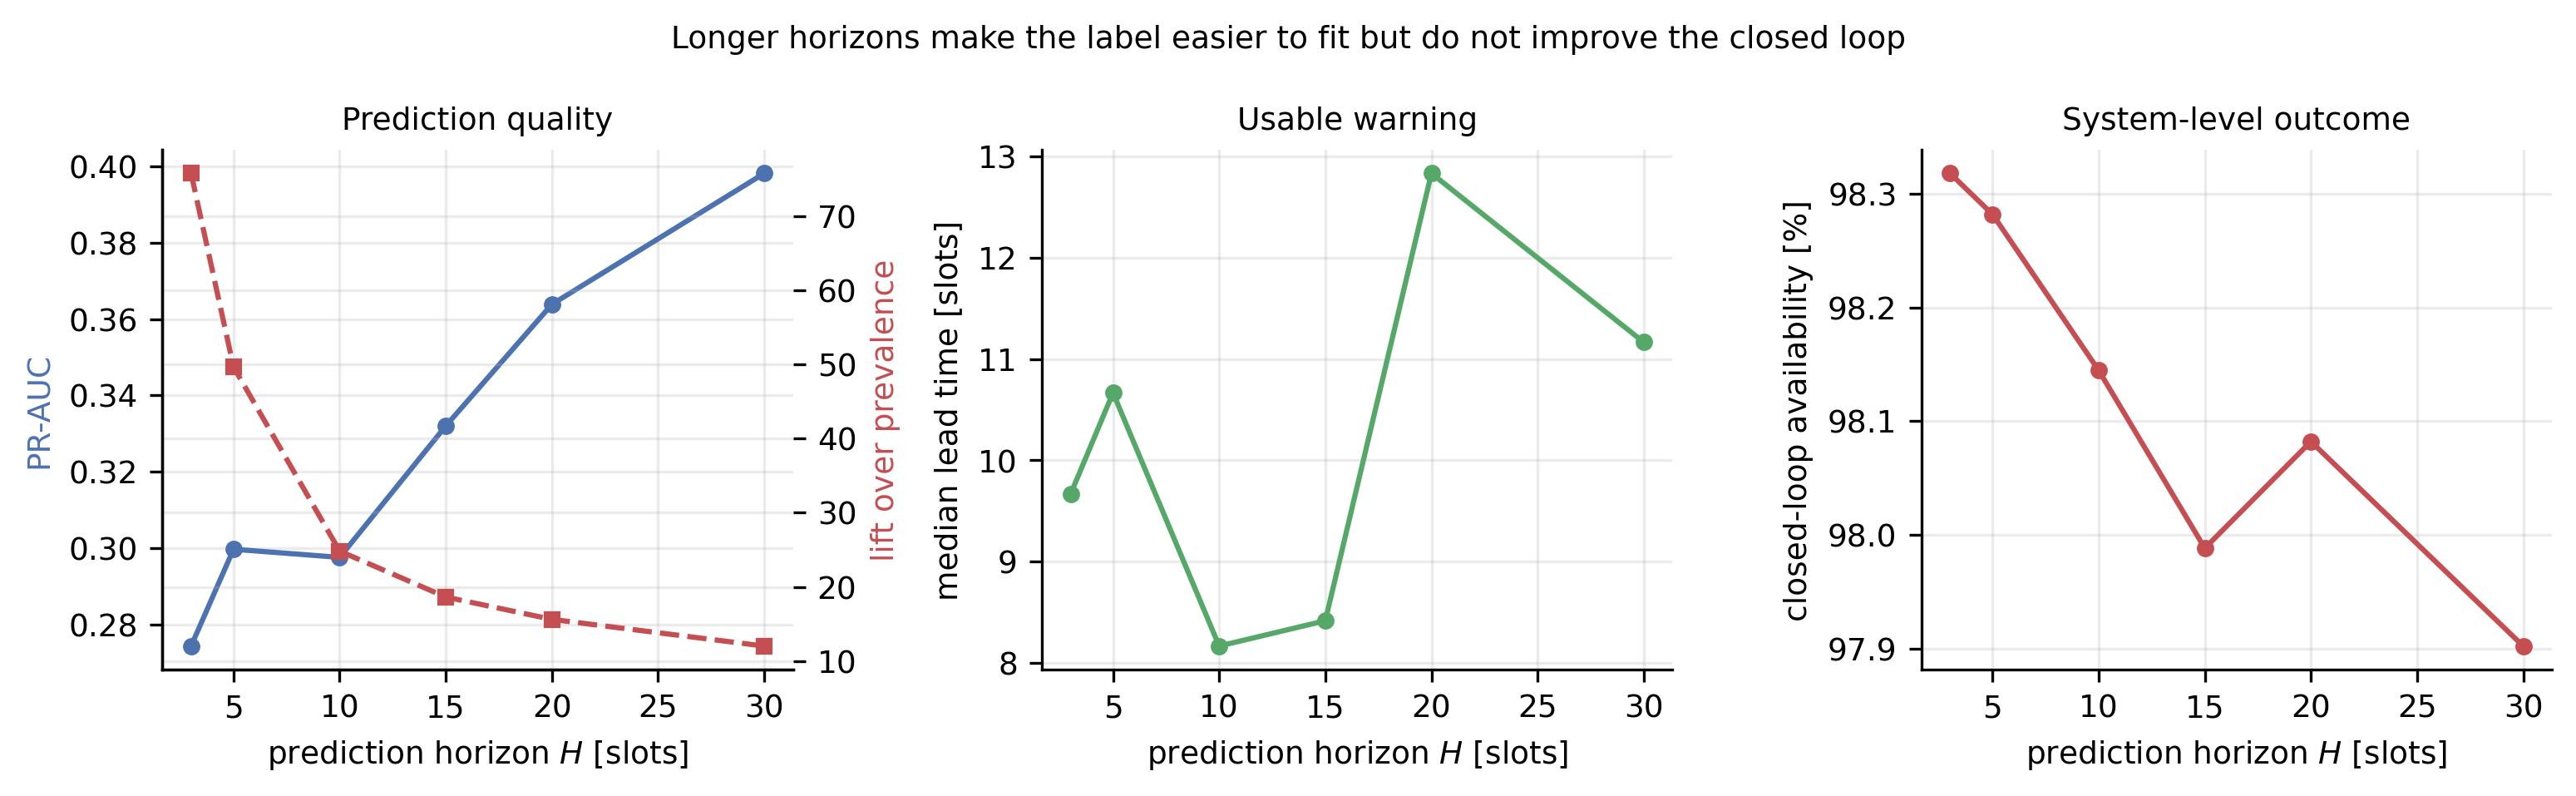 Longer horizons make the label easier to fit but do not improve the closed loop
Prediction quality
PR-AUC
0.40
0.38
0.36
0.34
0.32
0.30
0.28
70
60
50
40
30
20
10
lift over prevalence
5 10 15 20 25 30
prediction horizon H [slots]
Usable warning
median lead time [slots]
13
12
11
10
9
8
5 10 15 20 25 30
prediction horizon H [slots]
System-level outcome
closed-loop availability [%]
98.3
98.2
98.1
98.0
97.9
5 10 15 20 25 30
prediction horizon H [slots]